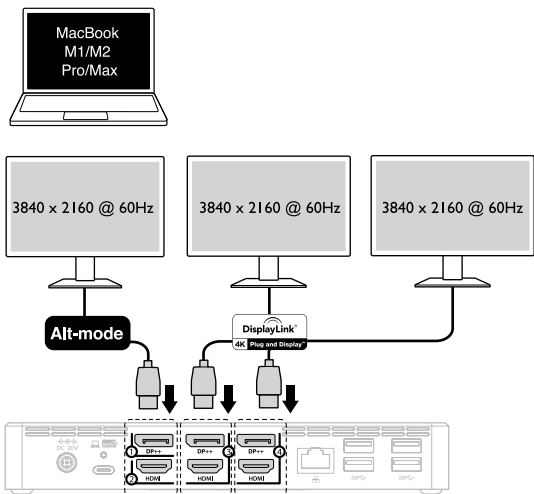 MacBook
M1/M2
Pro/Max
3840 x 2160 @ 60Hz
3840 x 2160 @ 60Hz
3840 x 2160 @ 60Hz
Alt-mode
DisplayLink®
4K Plug and Display™
DC 20V
① DP++
DP++ ③
DP++ ④
② HDMI
HDMI
HDMI